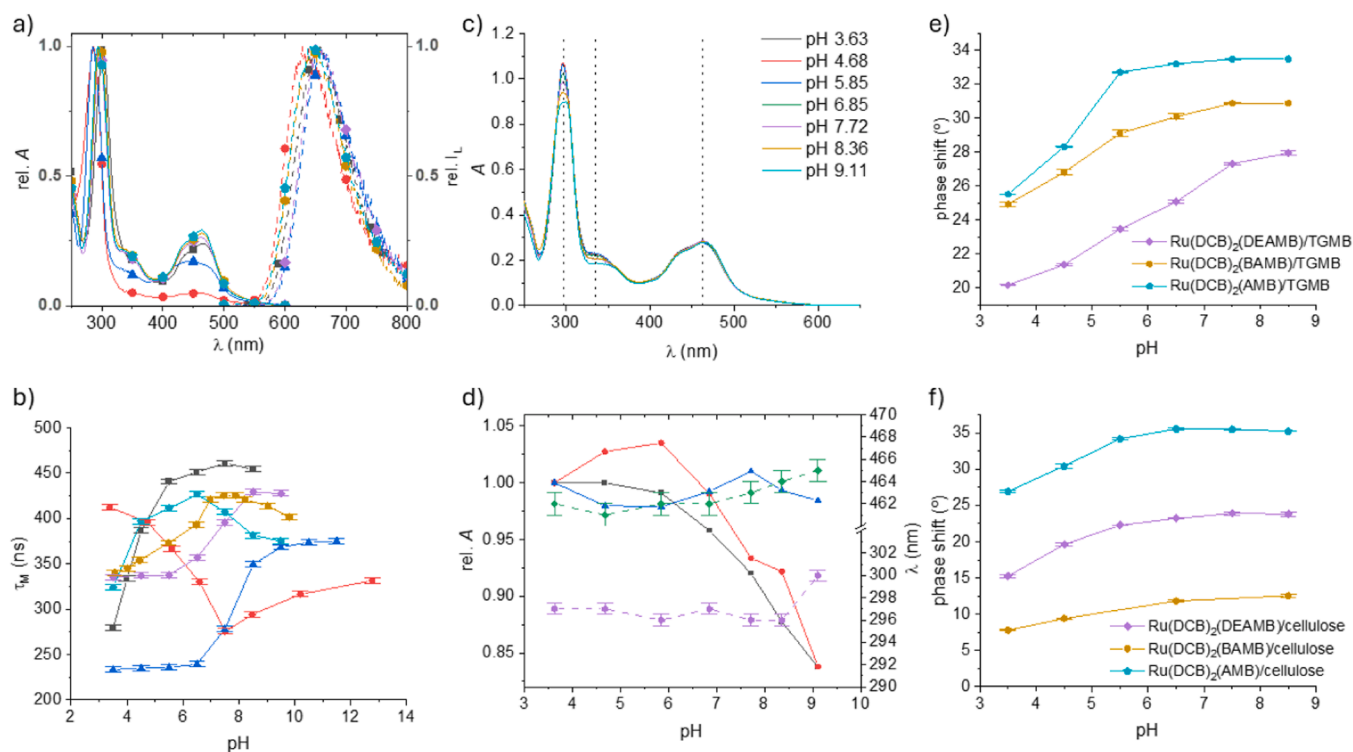 a)
rel. A
1.0
0.5
0.0
300 400 500 600 700 800
λ (nm)
1.0
0.5
0.0
rel. I_L
c)
A
1.2
1.0
0.8
0.6
0.4
0.2
0.0
300 400 500 600
λ (nm)
pH 3.63
pH 4.68
pH 5.85
pH 6.85
pH 7.72
pH 8.36
pH 9.11
e)
phase shift (º)
34
32
30
28
26
24
22
20
3 4 5 6 7 8 9
pH
Ru(DCB)₂(DEAMB)/TGMB
Ru(DCB)₂(BAMB)/TGMB
Ru(DCB)₂(AMB)/TGMB
b)
τ_M (ns)
500
450
400
350
300
250
200
2 4 6 8 10 12 14
pH
d)
rel. A
1.05
1.00
0.95
0.90
0.85
3 4 5 6 7 8 9 10
pH
470
468
466
464
462
302
300
298
296
294
292
290
λ (nm)
f)
phase shift (º)
35
30
25
20
15
10
5
0
3 4 5 6 7 8 9
pH
Ru(DCB)₂(DEAMB)/cellulose
Ru(DCB)₂(BAMB)/cellulose
Ru(DCB)₂(AMB)/cellulose